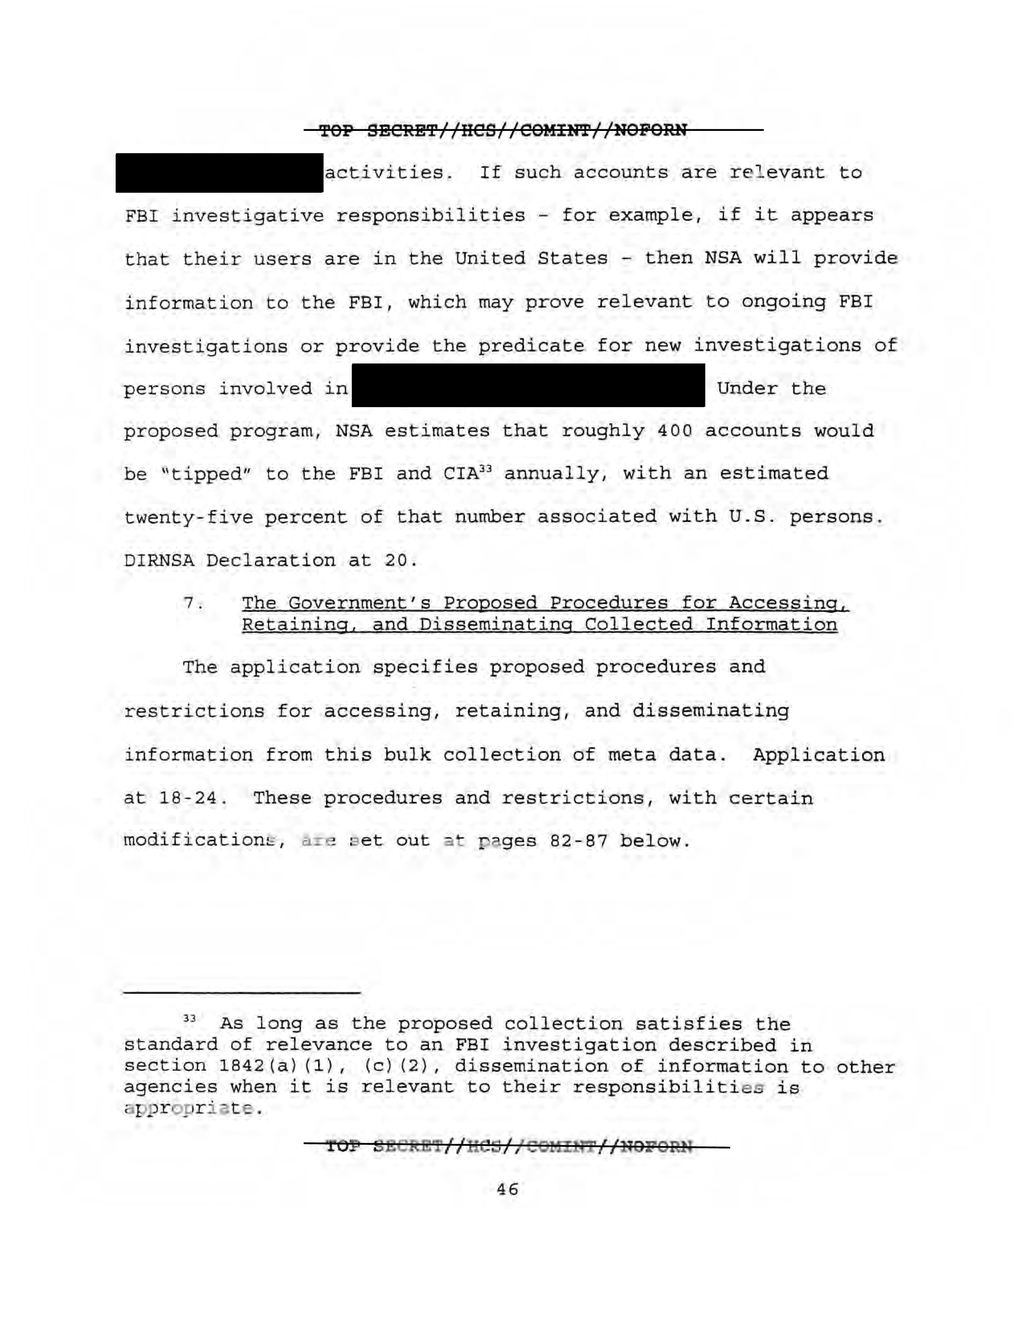 TOP SECRET//HCS//COMINT//NOFORN
activities. If such accounts are relevant to
FBI investigative responsibilities - for example, if it appears
that their users are in the United States - then NSA will provide
information to the FBI, which may prove relevant to ongoing FBI
investigations or provide the predicate for new investigations of
persons involved in Under the
proposed program, NSA estimates that roughly 400 accounts would
be "tipped" to the FBI and CIA³³ annually, with an estimated
twenty-five percent of that number associated with U.S. persons.
DIRNSA Declaration at 20.
7. The Government's Proposed Procedures for Accessing,
Retaining, and Disseminating Collected Information
The application specifies proposed procedures and
restrictions for accessing, retaining, and disseminating
information from this bulk collection of meta data. Application
at 18-24. These procedures and restrictions, with certain
modifications, are set out at pages 82-87 below.
³³ As long as the proposed collection satisfies the
standard of relevance to an FBI investigation described in
section 1842(a)(1), (c)(2), dissemination of information to other
agencies when it is relevant to their responsibilities is
appropriate.
TOP SECRET//HCS//COMINT//NOFORN
46